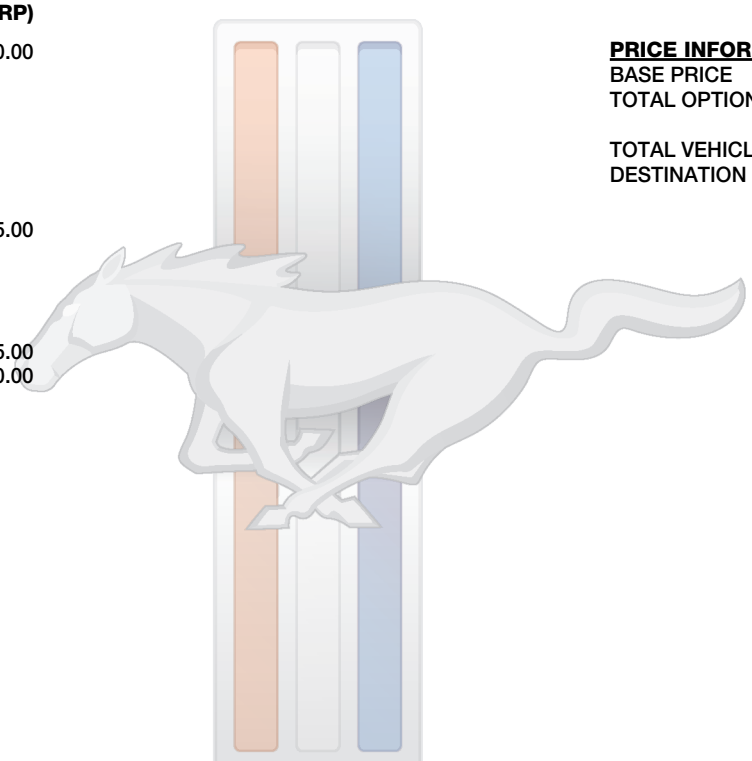 RP)
0.00
5.00
5.00
0.00
PRICE INFOR
BASE PRICE
TOTAL OPTION
TOTAL VEHICL
DESTINATION